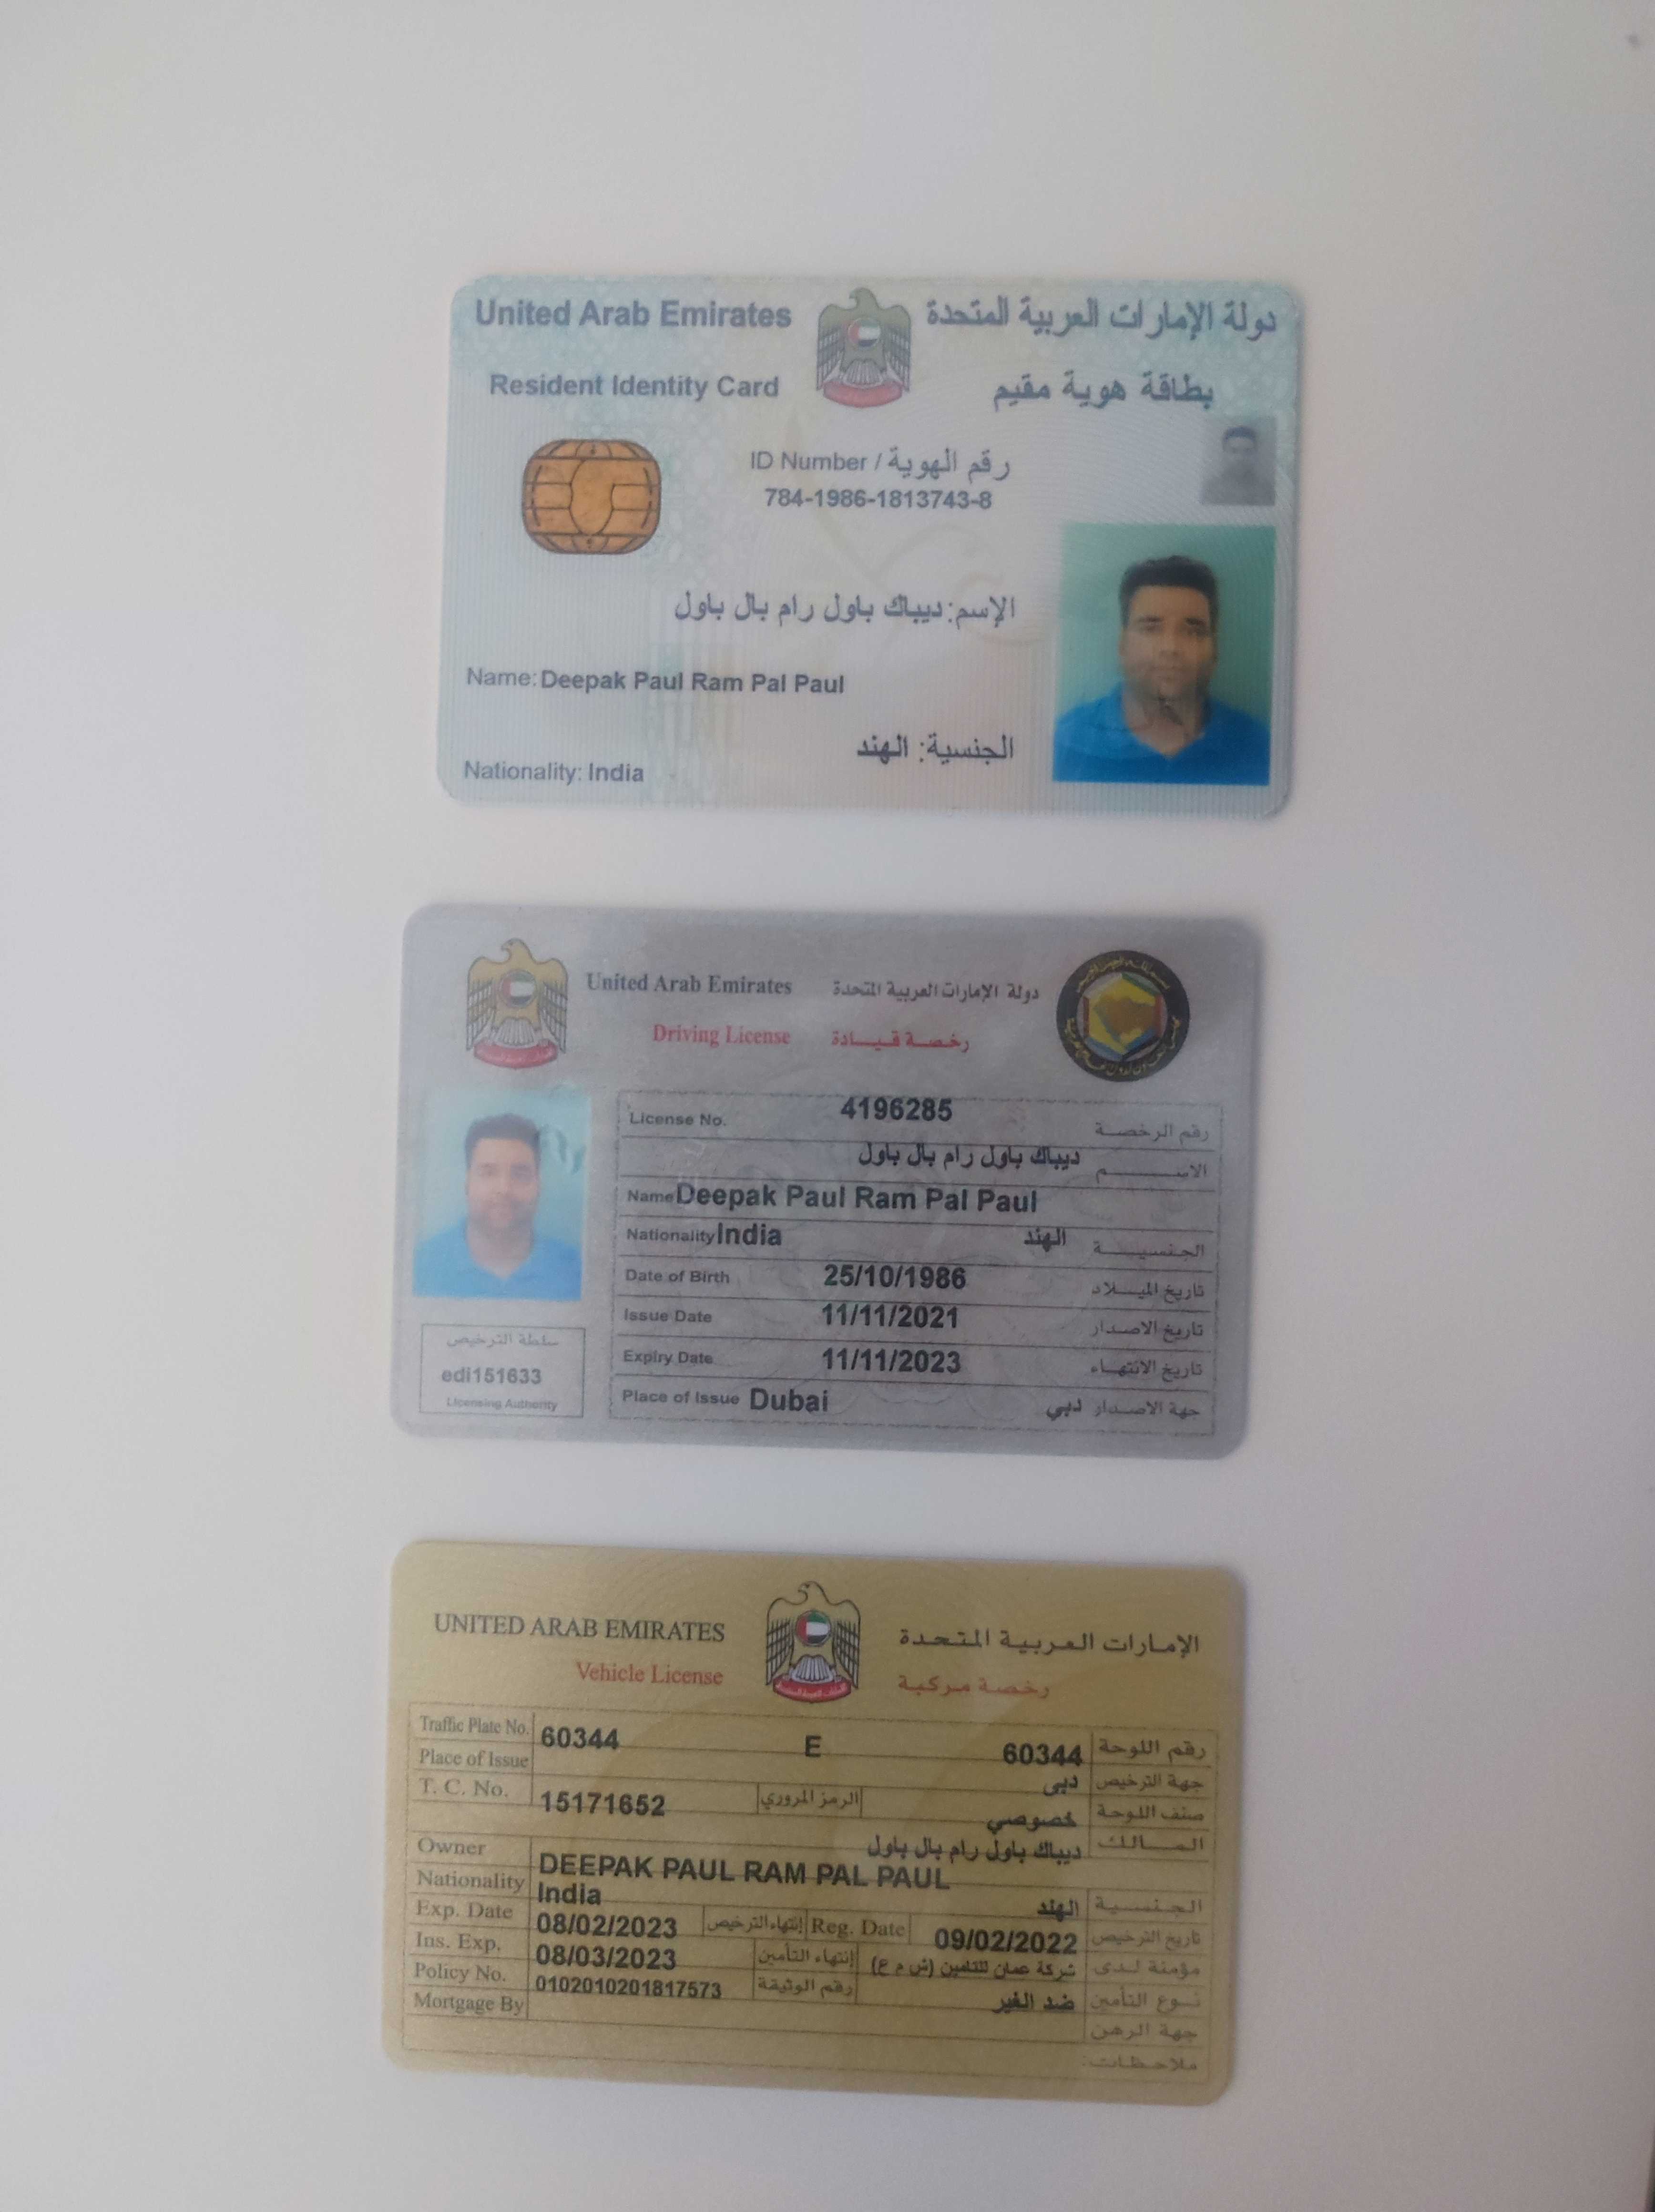 United Arab Emirates دولة الإمارات العربية المتحدة
Resident Identity Card بطاقة هوية مقيم
ID Number / رقم الهوية
784-1986-1813743-8
الإسم: ديباك باول رام بال باول
Name: Deepak Paul Ram Pal Paul
الجنسية: الهند
Nationality: India
United Arab Emirates دولة الإمارات العربية المتحدة
Driving License رخصة قيادة
License No. 4196285 رقم الرخصة
ديباك باول رام بال باول الاسم
Name Deepak Paul Ram Pal Paul
Nationality India الهند الجنسية
Date of Birth 25/10/1986 تاريخ الميلاد
Issue Date 11/11/2021 تاريخ الاصدار
Expiry Date 11/11/2023 تاريخ الانتهاء
Place of Issue Dubai دبي جهة الاصدار
سلطة الترخيص
edi151633
Licensing Authority
UNITED ARAB EMIRATES الإمارات العربية المتحدة
Vehicle License رخصة مركبة
Traffic Plate No. 60344 E 60344 رقم اللوحة
Place of Issue دبى جهة الترخيص
T. C. No. 15171652 الرمز المروري خصوصي صنف اللوحة
ديباك باول رام بال باول المالك
Owner DEEPAK PAUL RAM PAL PAUL
Nationality India الهند الجنسية
Exp. Date 08/02/2023 إنتهاء الترخيص Reg. Date 09/02/2022 تاريخ الترخيص
Ins. Exp. 08/03/2023 إنتهاء التأمين شركة عمان للتامين (ش م ع) مؤمنة لدى
Policy No. 0102010201817573 رقم الوثيقة ضد الغير نوع التأمين
Mortgage By جهة الرهن
ملاحظات: